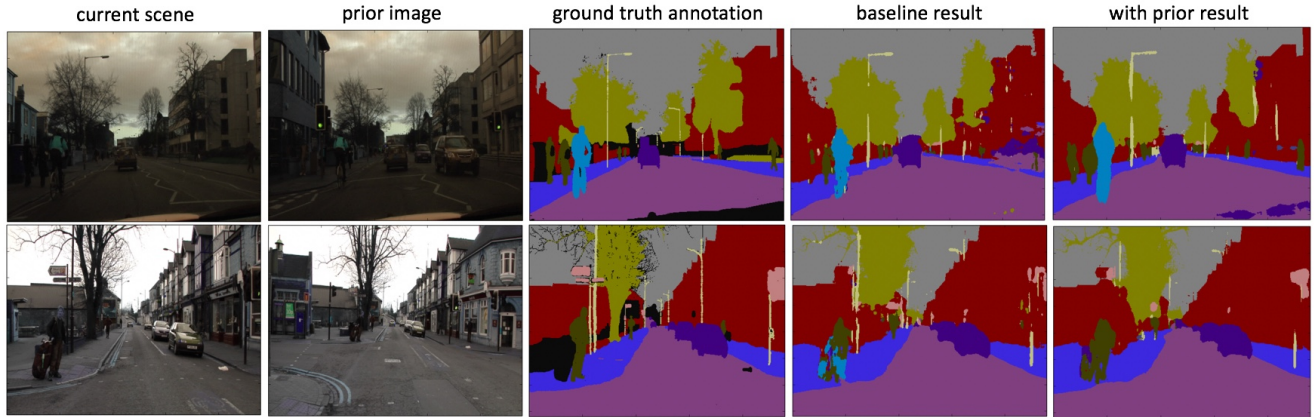 current scene
prior image
ground truth annotation
baseline result
with prior result